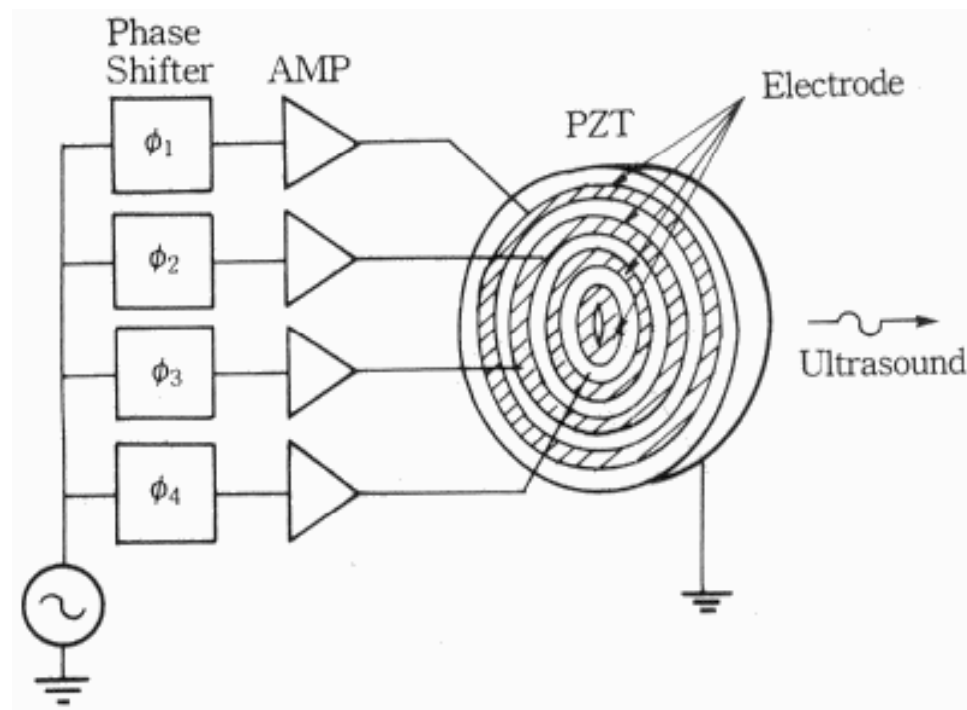 Phase
Shifter
AMP
Electrode
PZT
ϕ1
ϕ2
ϕ3
ϕ4
Ultrasound